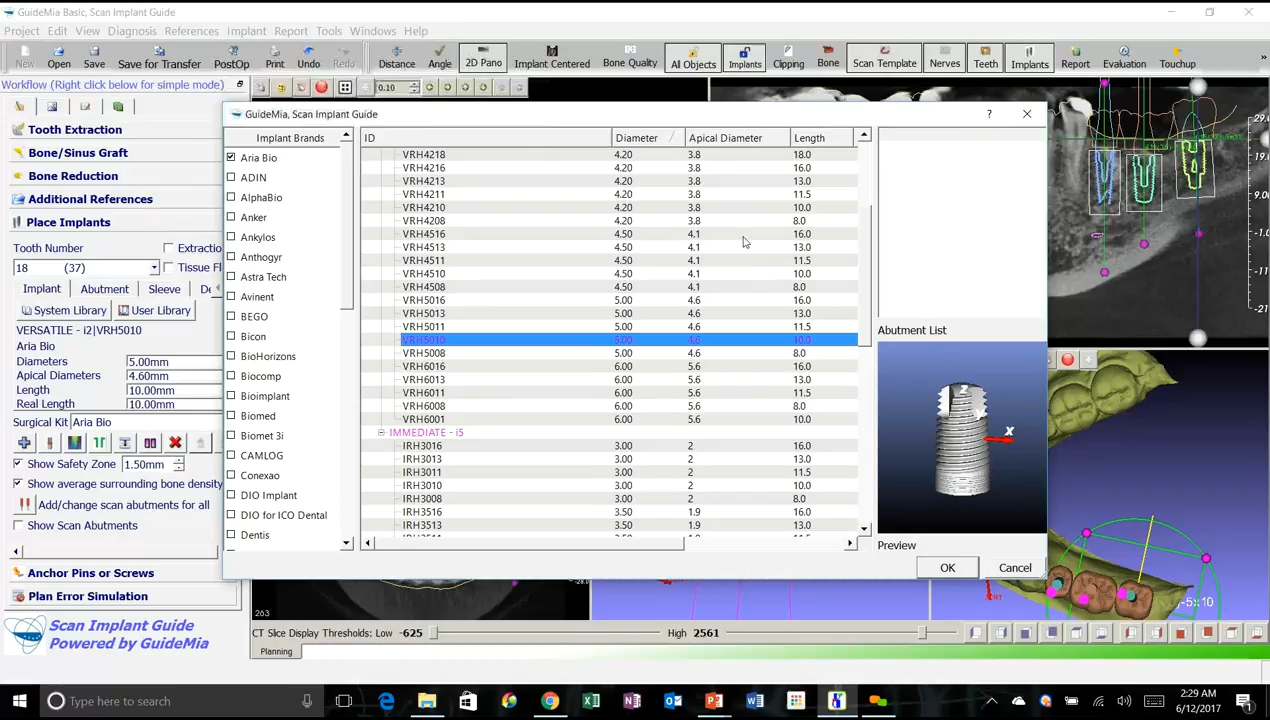 GuideMia Basic, Scan Implant Guide
Project Edit View Diagnosis References Implant Report Tools Windows Help
New Open Save Save for Transfer PostOp Print Undo Redo Distance Angle 2D Pano Implant Centered Bone Quality All Objects Implants Clipping Bone Scan Template Nerves Teeth Implants Report Evaluation Touchup
Workflow (Right click below for simple mode)
0.10
Tooth Extraction
Bone/Sinus Graft
Bone Reduction
Additional References
Place Implants
Tooth Number
Extraction
18 (37)
Tissue Fl
Implant Abutment Sleeve De
System Library User Library
VERSATILE - i2|VRH5010
Aria Bio
Diameters 5.00mm
Apical Diameters 4.60mm
Length 10.00mm
Real Length 10.00mm
Surgical Kit Aria Bio
Show Safety Zone 1.50mm
Show average surrounding bone density
Add/change scan abutments for all
Show Scan Abutments
Anchor Pins or Screws
Plan Error Simulation
Scan Implant Guide
Powered by GuideMia
GuideMia, Scan Implant Guide
?
Implant Brands
Aria Bio
ADIN
AlphaBio
Anker
Ankylos
Anthogyr
Astra Tech
Avinent
BEGO
Bicon
BioHorizons
Biocomp
Bioimplant
Biomed
Biomet 3i
CAMLOG
Conexao
DIO Implant
DIO for ICO Dental
Dentis
ID Diameter Apical Diameter Length
VRH4218 4.20 3.8 18.0
VRH4216 4.20 3.8 16.0
VRH4213 4.20 3.8 13.0
VRH4211 4.20 3.8 11.5
VRH4210 4.20 3.8 10.0
VRH4208 4.20 3.8 8.0
VRH4516 4.50 4.1 16.0
VRH4513 4.50 4.1 13.0
VRH4511 4.50 4.1 11.5
VRH4510 4.50 4.1 10.0
VRH4508 4.50 4.1 8.0
VRH5016 5.00 4.6 16.0
VRH5013 5.00 4.6 13.0
VRH5011 5.00 4.6 11.5
VRH5010 5.00 4.6 10.0
VRH5008 5.00 4.6 8.0
VRH6016 6.00 5.6 16.0
VRH6013 6.00 5.6 13.0
VRH6011 6.00 5.6 11.5
VRH6008 6.00 5.6 8.0
VRH6001 6.00 5.6 10.0
IMMEDIATE - i5
IRH3016 3.00 2 16.0
IRH3013 3.00 2 13.0
IRH3011 3.00 2 11.5
IRH3010 3.00 2 10.0
IRH3008 3.00 2 8.0
IRH3516 3.50 1.9 16.0
IRH3513 3.50 1.9 13.0
Abutment List
Z
X
Preview
OK Cancel
29.
19.
9.00
-1.0
-11.
-21
-28.0
263
y-5x10
CT Slice Display Thresholds: Low -625 High 2561
Planning
Type here to search
2:29 AM
6/12/2017